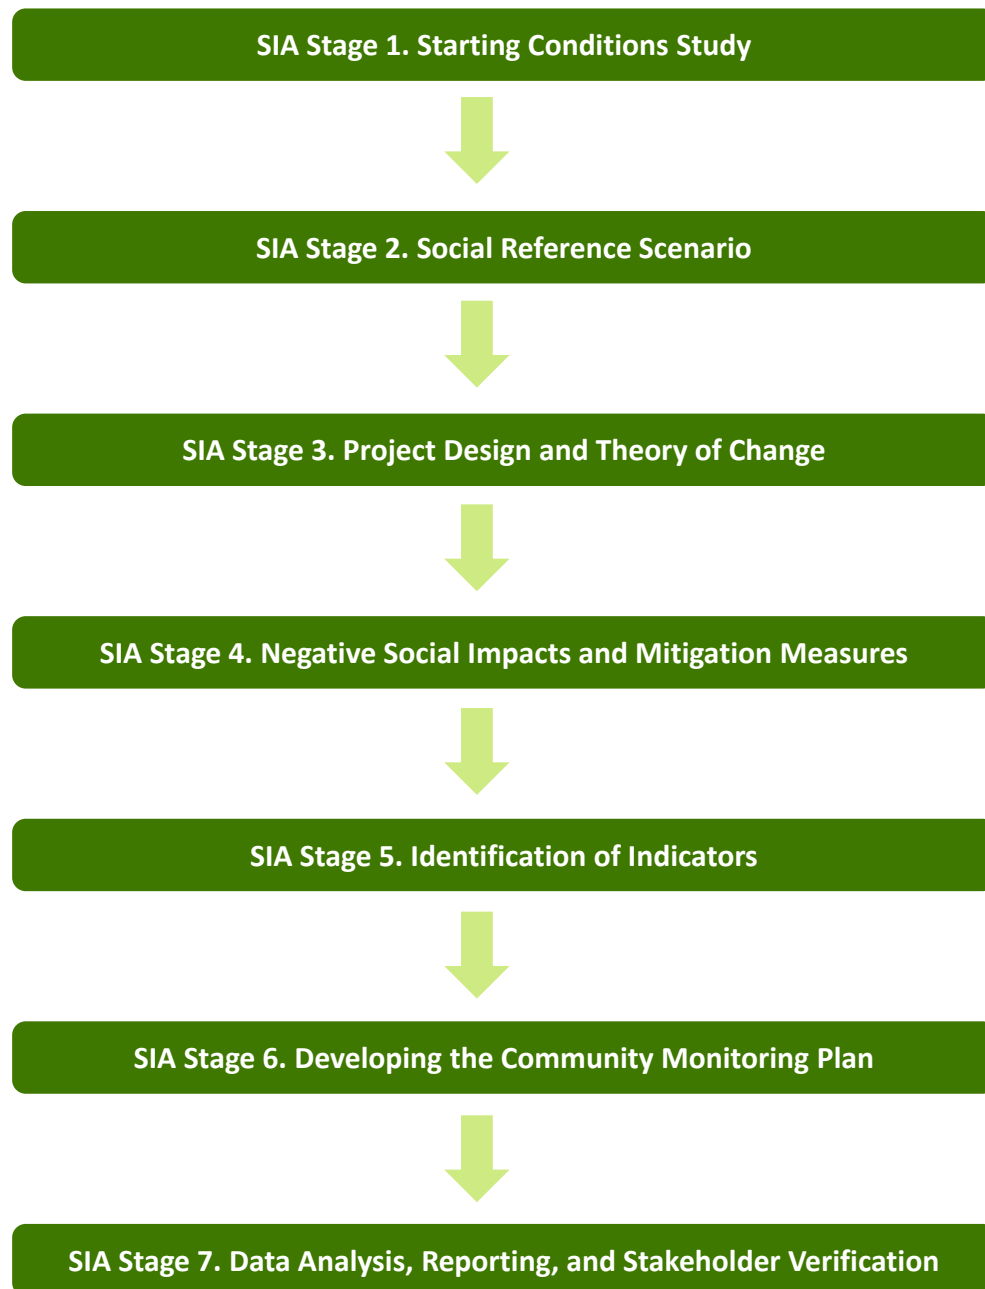 SIA Stage 1. Starting Conditions Study
SIA Stage 2. Social Reference Scenario
SIA Stage 3. Project Design and Theory of Change
SIA Stage 4. Negative Social Impacts and Mitigation Measures
SIA Stage 5. Identification of Indicators
SIA Stage 6. Developing the Community Monitoring Plan
SIA Stage 7. Data Analysis, Reporting, and Stakeholder Verification